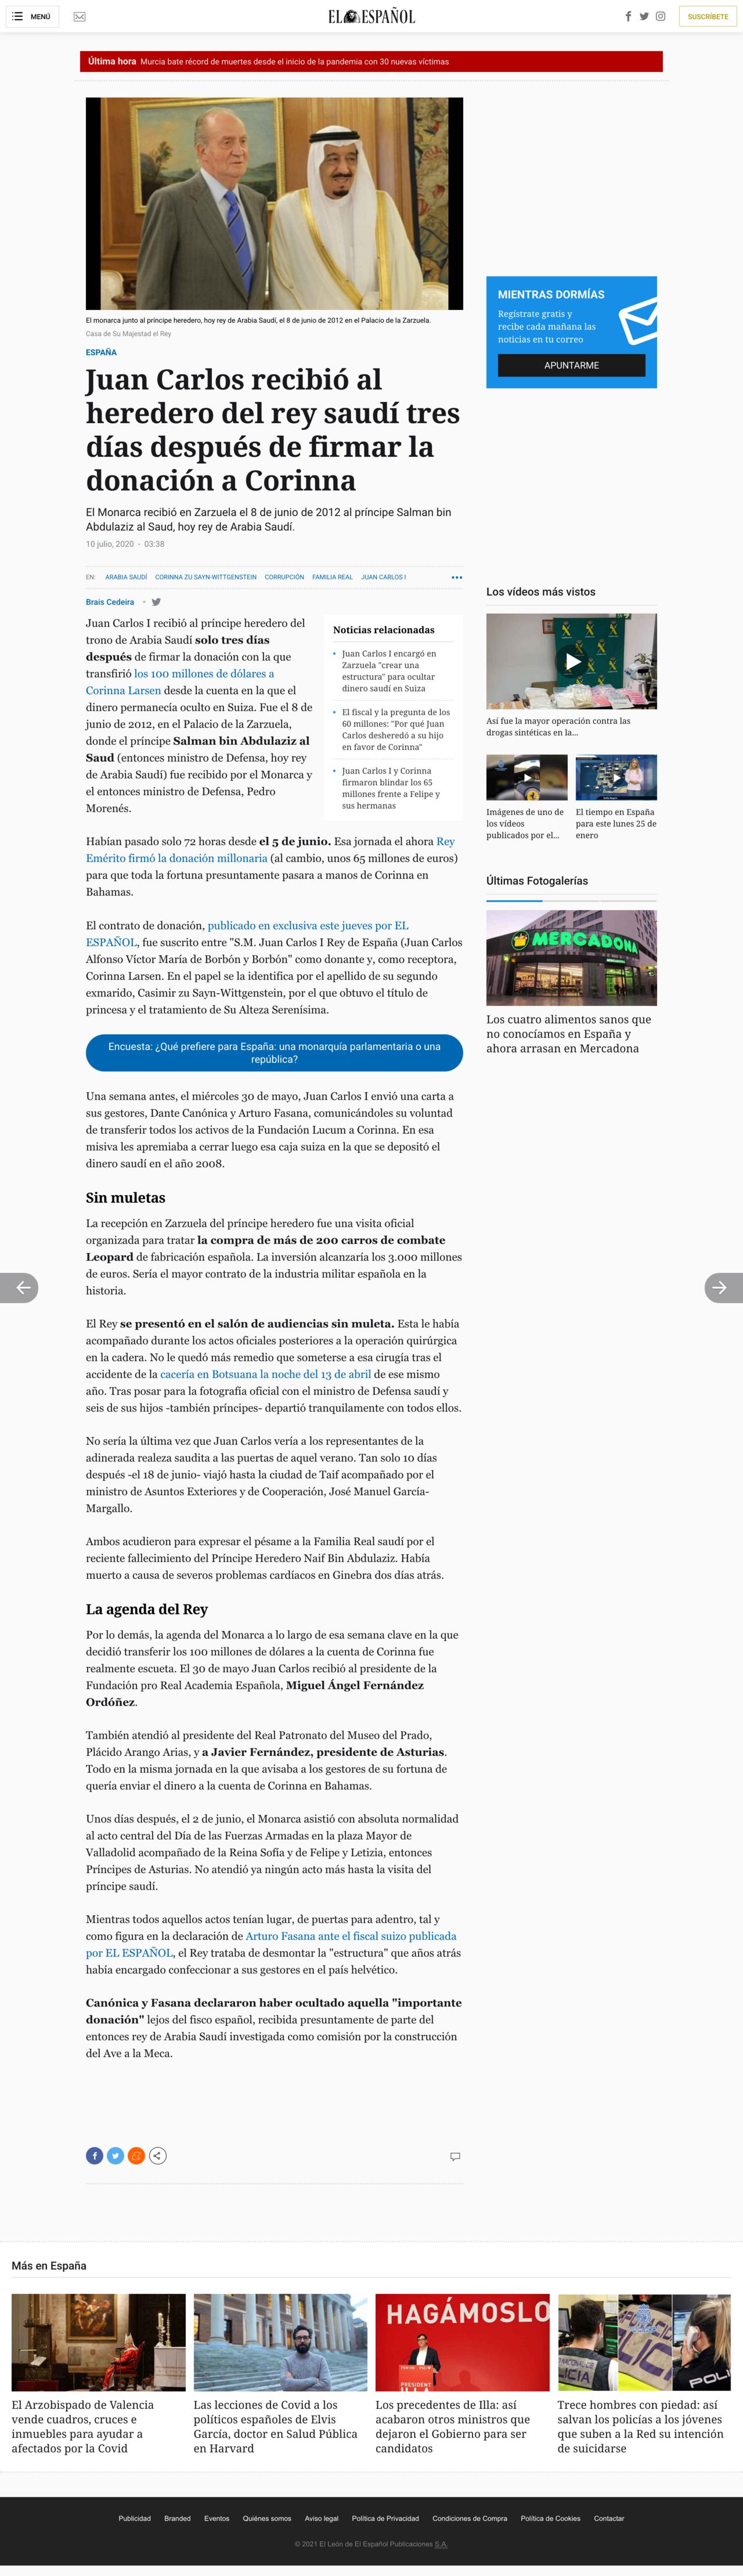 MENÚ
EL ESPAÑOL
SUSCRÍBETE
Última hora Murcia bate récord de muertes desde el inicio de la pandemia con 30 nuevas víctimas
El monarca junto al príncipe heredero, hoy rey de Arabia Saudí, el 8 de junio de 2012 en el Palacio de la Zarzuela.
Casa de Su Majestad el Rey
ESPAÑA
Juan Carlos recibió al
heredero del rey saudí tres
días después de firmar la
donación a Corinna
El Monarca recibió en Zarzuela el 8 de junio de 2012 al príncipe Salman bin
Abdulaziz al Saud, hoy rey de Arabia Saudí.
10 julio, 2020 - 03:38
EN: ARABIA SAUDÍ CORINNA ZU SAYN-WITTGENSTEIN CORRUPCIÓN FAMILIA REAL JUAN CARLOS I
Brais Cedeira
Juan Carlos I recibió al príncipe heredero del
trono de Arabia Saudí solo tres días
después de firmar la donación con la que
transfirió los 100 millones de dólares a
Corinna Larsen desde la cuenta en la que el
dinero permanecía oculto en Suiza. Fue el 8 de
junio de 2012, en el Palacio de la Zarzuela,
donde el príncipe Salman bin Abdulaziz al
Saud (entonces ministro de Defensa, hoy rey
de Arabia Saudí) fue recibido por el Monarca y
el entonces ministro de Defensa, Pedro
Morenés.
Noticias relacionadas
Juan Carlos I encargó en
Zarzuela "crear una
estructura" para ocultar
dinero saudí en Suiza
El fiscal y la pregunta de los
60 millones: "Por qué Juan
Carlos desheredó a su hijo
en favor de Corinna"
Juan Carlos I y Corinna
firmaron blindar los 65
millones frente a Felipe y
sus hermanas
Habían pasado solo 72 horas desde el 5 de junio. Esa jornada el ahora Rey
Emérito firmó la donación millonaria (al cambio, unos 65 millones de euros)
para que toda la fortuna presuntamente pasara a manos de Corinna en
Bahamas.
El contrato de donación, publicado en exclusiva este jueves por EL
ESPAÑOL, fue suscrito entre "S.M. Juan Carlos I Rey de España (Juan Carlos
Alfonso Víctor María de Borbón y Borbón" como donante y, como receptora,
Corinna Larsen. En el papel se la identifica por el apellido de su segundo
exmarido, Casimir zu Sayn-Wittgenstein, por el que obtuvo el título de
princesa y el tratamiento de Su Alteza Serenísima.
Encuesta: ¿Qué prefiere para España: una monarquía parlamentaria o una
república?
Una semana antes, el miércoles 30 de mayo, Juan Carlos I envió una carta a
sus gestores, Dante Canónica y Arturo Fasana, comunicándoles su voluntad
de transferir todos los activos de la Fundación Lucum a Corinna. En esa
misiva les apremiaba a cerrar luego esa caja suiza en la que se depositó el
dinero saudí en el año 2008.
Sin muletas
La recepción en Zarzuela del príncipe heredero fue una visita oficial
organizada para tratar la compra de más de 200 carros de combate
Leopard de fabricación española. La inversión alcanzaría los 3.000 millones
de euros. Sería el mayor contrato de la industria militar española en la
historia.
El Rey se presentó en el salón de audiencias sin muleta. Esta le había
acompañado durante los actos oficiales posteriores a la operación quirúrgica
en la cadera. No le quedó más remedio que someterse a esa cirugía tras el
accidente de la cacería en Botsuana la noche del 13 de abril de ese mismo
año. Tras posar para la fotografía oficial con el ministro de Defensa saudí y
seis de sus hijos -también príncipes- departió tranquilamente con todos ellos.
No sería la última vez que Juan Carlos vería a los representantes de la
adinerada realeza saudita a las puertas de aquel verano. Tan solo 10 días
después -el 18 de junio- viajó hasta la ciudad de Taif acompañado por el
ministro de Asuntos Exteriores y de Cooperación, José Manuel García-
Margallo.
Ambos acudieron para expresar el pésame a la Familia Real saudí por el
reciente fallecimiento del Príncipe Heredero Naif Bin Abdulaziz. Había
muerto a causa de severos problemas cardíacos en Ginebra dos días atrás.
La agenda del Rey
Por lo demás, la agenda del Monarca a lo largo de esa semana clave en la que
decidió transferir los 100 millones de dólares a la cuenta de Corinna fue
realmente escueta. El 30 de mayo Juan Carlos recibió al presidente de la
Fundación pro Real Academia Española, Miguel Ángel Fernández
Ordóñez.
También atendió al presidente del Real Patronato del Museo del Prado,
Plácido Arango Arias, y a Javier Fernández, presidente de Asturias.
Todo en la misma jornada en la que avisaba a los gestores de su fortuna de
quería enviar el dinero a la cuenta de Corinna en Bahamas.
Unos días después, el 2 de junio, el Monarca asistió con absoluta normalidad
al acto central del Día de las Fuerzas Armadas en la plaza Mayor de
Valladolid acompañado de la Reina Sofía y de Felipe y Letizia, entonces
Príncipes de Asturias. No atendió ya ningún acto más hasta la visita del
príncipe saudí.
Mientras todos aquellos actos tenían lugar, de puertas para adentro, tal y
como figura en la declaración de Arturo Fasana ante el fiscal suizo publicada
por EL ESPAÑOL, el Rey trataba de desmontar la "estructura" que años atrás
había encargado confeccionar a sus gestores en el país helvético.
Canónica y Fasana declararon haber ocultado aquella "importante
donación" lejos del fisco español, recibida presuntamente de parte del
entonces rey de Arabia Saudí investigada como comisión por la construcción
del Ave a la Meca.
MIENTRAS DORMÍAS
Regístrate gratis y
recibe cada mañana las
noticias en tu correo
APUNTARME
Los vídeos más vistos
Así fue la mayor operación contra las
drogas sintéticas en la...
Imágenes de uno de
los vídeos
publicados por el...
El tiempo en España
para este lunes 25 de
enero
Últimas Fotogalerías
MERCADONA
Los cuatro alimentos sanos que
no conocíamos en España y
ahora arrasan en Mercadona
Más en España
El Arzobispado de Valencia
vende cuadros, cruces e
inmuebles para ayudar a
afectados por la Covid
Las lecciones de Covid a los
políticos españoles de Elvis
García, doctor en Salud Pública
en Harvard
HAGÁMOSLO
PRESIDENT
Los precedentes de Illa: así
acabaron otros ministros que
dejaron el Gobierno para ser
candidatos
Trece hombres con piedad: así
salvan los policías a los jóvenes
que suben a la Red su intención
de suicidarse
Publicidad Branded Eventos Quiénes somos Aviso legal Política de Privacidad Condiciones de Compra Política de Cookies Contactar
© 2021 El León de El Español Publicaciones S.A.